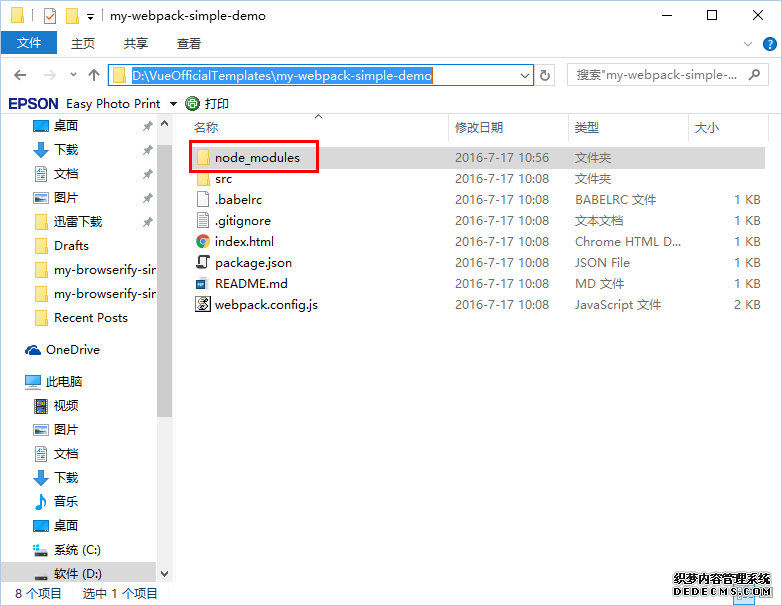 my-webpack-simple-demo
文件 主页 共享 查看
D:\VueOfficialTemplates\my-webpack-simple-demo 搜索"my-webpack-simple-...
EPSON Easy Photo Print 打印
名称 修改日期 类型 大小
桌面
下载
文档
图片
迅雷下载
Drafts
my-browserify-sir
my-browserify-sir
Recent Posts
OneDrive
此电脑
视频
图片
文档
下载
音乐
桌面
系统 (C:)
软件 (D:)
node_modules 2016-7-17 10:56 文件夹
src 2016-7-17 10:08 文件夹
.babelrc 2016-7-17 10:08 BABELRC 文件 1 KB
.gitignore 2016-7-17 10:08 文本文档 1 KB
index.html 2016-7-17 10:08 Chrome HTML D... 1 KB
package.json 2016-7-17 10:08 JSON File 1 KB
README.md 2016-7-17 10:08 MD 文件 1 KB
webpack.config.js 2016-7-17 10:08 JavaScript 文件 2 KB
8 个项目 选中 1 个项目
织梦内容管理系统
DEDECMS.COM